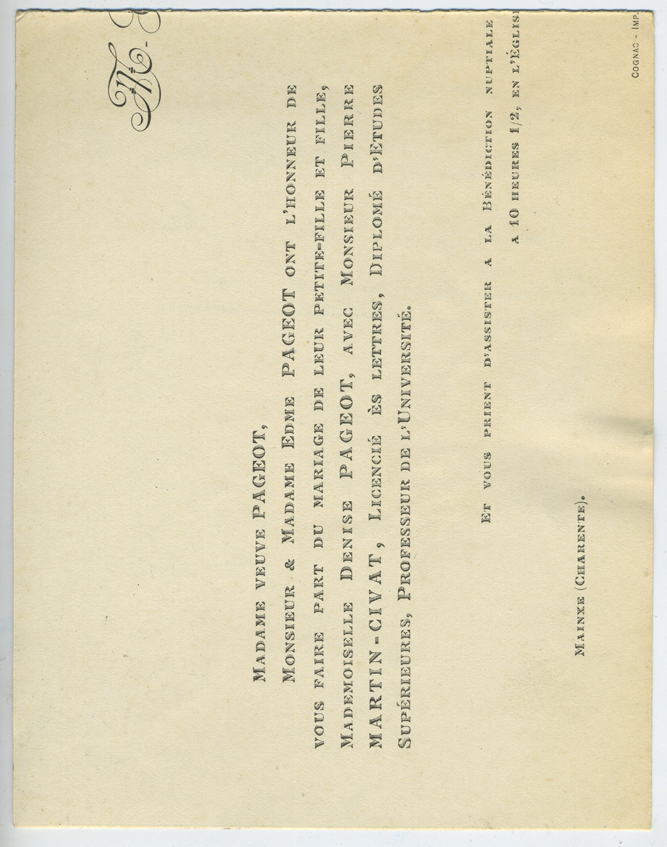 MADAME VEUVE PAGEOT,
MONSIEUR & MADAME EDME PAGEOT ONT L'HONNEUR DE
VOUS FAIRE PART DU MARIAGE DE LEUR PETITE-FILLE ET FILLE,
MADEMOISELLE DENISE PAGEOT, AVEC MONSIEUR PIERRE
MARTIN-CIVAT, LICENCIÉ ÈS LETTRES, DIPLOMÉ D'ÉTUDES
SUPÉRIEURES, PROFESSEUR DE L'UNIVERSITÉ.
ET VOUS PRIENT D'ASSISTER A LA BÉNÉDICTION NUPTIALE
A 10 HEURES 1/2, EN L'ÉGLIS
MAINXE (CHARENTE).
COGNAC - IMP.